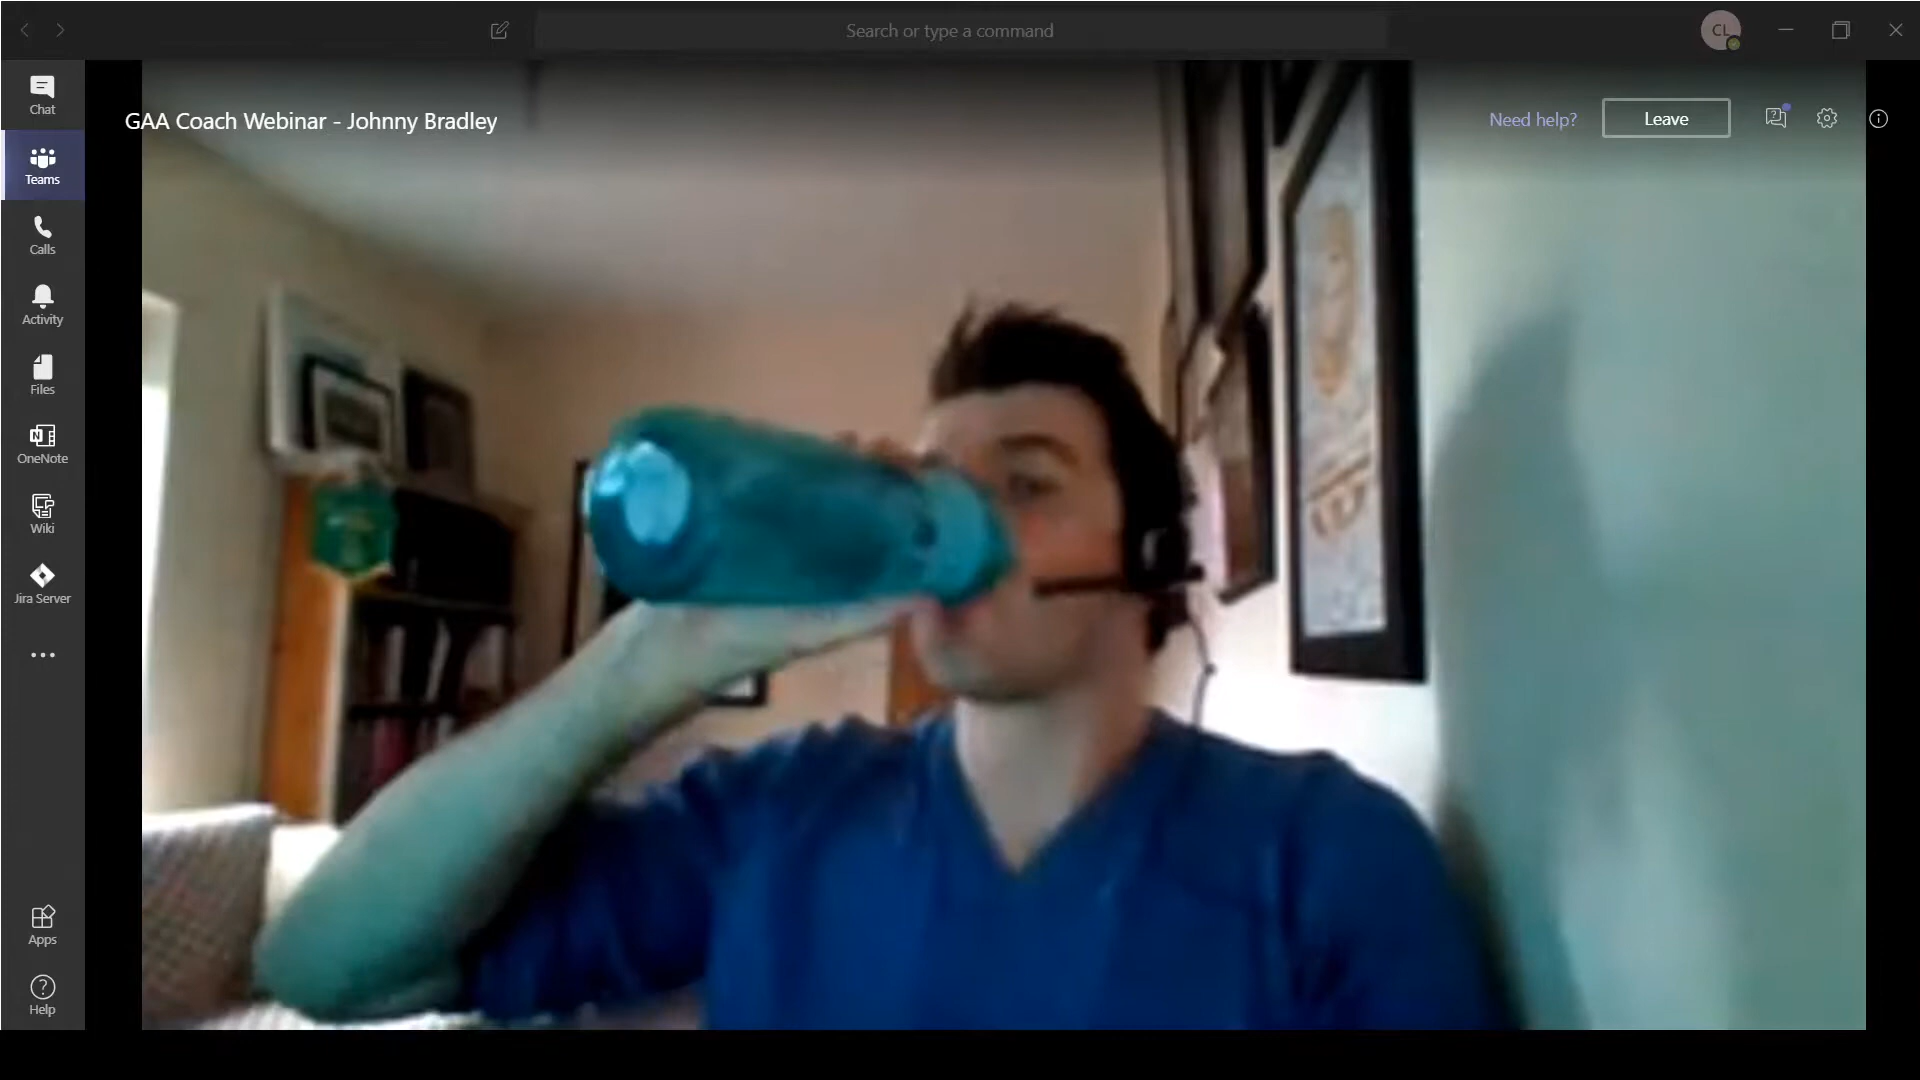 Search or type a command
CL
GAA Coach Webinar - Johnny Bradley
Need help?
Leave
Chat
Teams
Calls
Activity
Files
OneNote
Wiki
Jira Server
Apps
Help